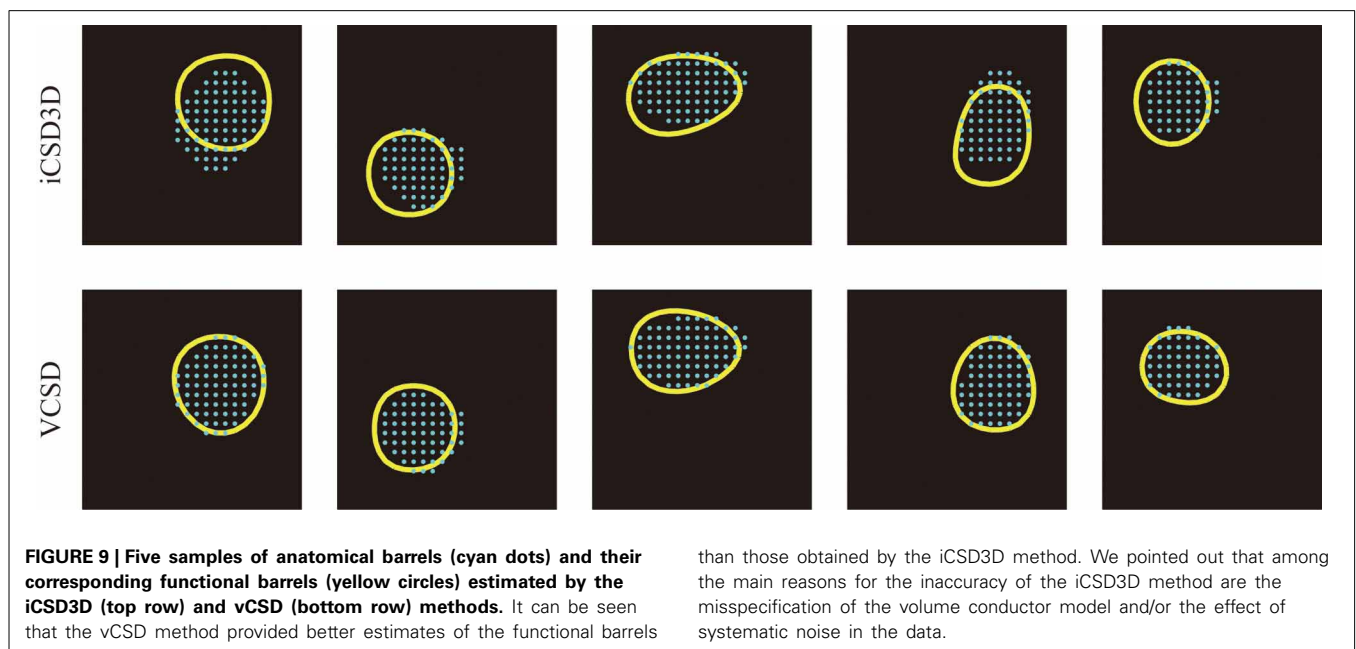 iCSD3D
VCSD
FIGURE 9 | Five samples of anatomical barrels (cyan dots) and their
corresponding functional barrels (yellow circles) estimated by the
iCSD3D (top row) and vCSD (bottom row) methods. It can be seen
that the vCSD method provided better estimates of the functional barrels
than those obtained by the iCSD3D method. We pointed out that among
the main reasons for the inaccuracy of the iCSD3D method are the
misspecification of the volume conductor model and/or the effect of
systematic noise in the data.